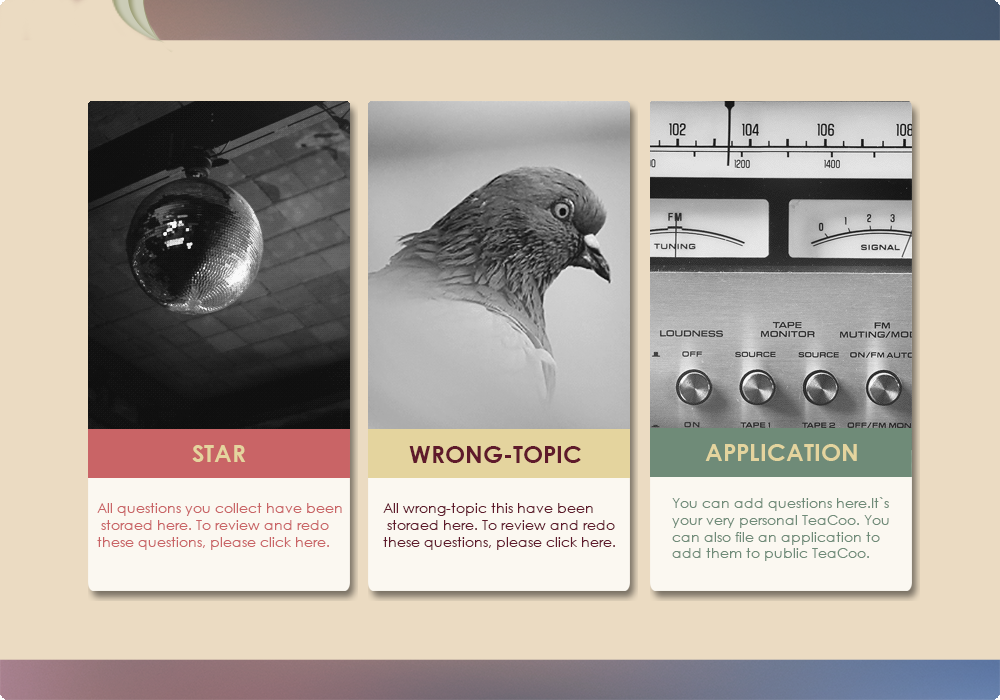 102 104 106 108
1200 1400
FM
TUNING
0 1 2 3
SIGNAL
LOUDNESS
TAPE
MONITOR
FM
MUTING/MOD
OFF SOURCE SOURCE ON/FM AUTO
ON TAPE 1 TAPE 2 OFF/FM MON
STAR
WRONG-TOPIC
APPLICATION
All questions you collect have been
storaed here. To review and redo
these questions, please click here.
All wrong-topic this have been
storaed here. To review and redo
these questions, please click here.
You can add questions here.It`s
your very personal TeaCoo. You
can also file an application to
add them to public TeaCoo.